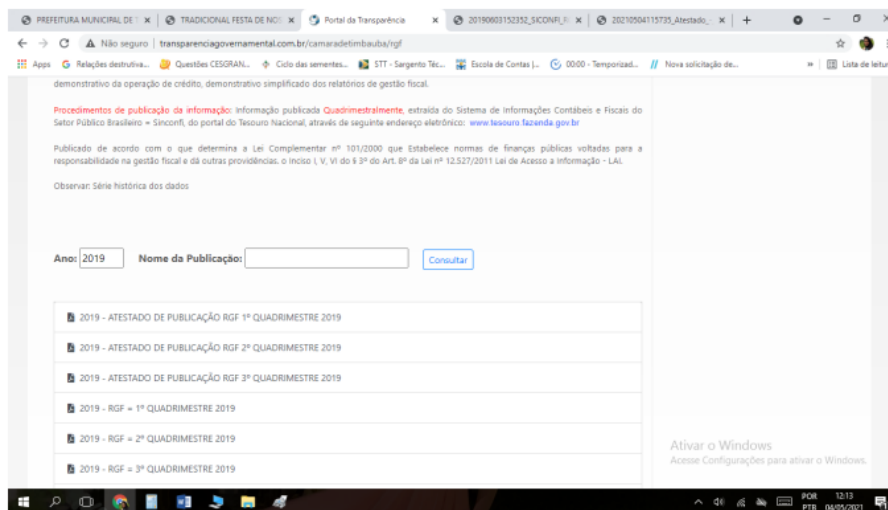 PREFEITURA MUNICIPAL DE T
TRADICIONAL FESTA DE NOS
Portal da Transparência
20190603152352_SICONFI_R
20210504115735_Atestado_
Não seguro | transparenciagovernamental.com.br/camaradetimbauba/rgf
Apps
Relações destrutiva...
Questões CESGRAN...
Ciclo das sementes...
STT - Sargento Téc...
Escola de Contas |...
00:00 - Temporizad...
Nova solicitação de...
»
Lista de leitur
demonstrativo da operação de crédito, demonstrativo simplificado dos relatórios de gestão fiscal.
Procedimentos de publicação da informação: Informação publicada Quadrimestralmente, extraída do Sistema de Informações Contábeis e Fiscais do
Setor Público Brasileiro = Sinconfi, do portal do Tesouro Nacional, através de seguinte endereço eletrônico: www.tesouro.fazenda.gov.br
Publicado de acordo com o que determina a Lei Complementar nº 101/2000 que Estabelece normas de finanças públicas voltadas para a
responsabilidade na gestão fiscal e dá outras providências. o Inciso I, V, VI do § 3º do Art. 8º da Lei nº 12.527/2011 Lei de Acesso a Informação - LAI.
Observar: Série histórica dos dados
Ano: 2019 Nome da Publicação: Consultar
2019 - ATESTADO DE PUBLICAÇÃO RGF 1º QUADRIMESTRE 2019
2019 - ATESTADO DE PUBLICAÇÃO RGF 2º QUADRIMESTRE 2019
2019 - ATESTADO DE PUBLICAÇÃO RGF 3º QUADRIMESTRE 2019
2019 - RGF = 1º QUADRIMESTRE 2019
2019 - RGF = 2º QUADRIMESTRE 2019
2019 - RGF = 3º QUADRIMESTRE 2019
Ativar o Windows
Acesse Configurações para ativar o Windows.
POR 12:13
PTB 04/05/2021